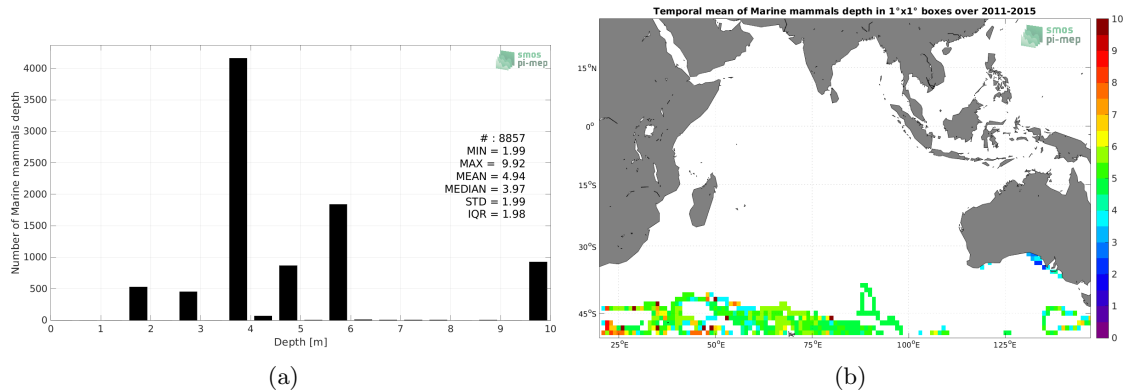 smos
pi-mep
4000
3500
3000
2500
2000
1500
1000
500
0
Number of Marine mammals depth
# : 8857
MIN = 1.99
MAX = 9.92
MEAN = 4.94
MEDIAN = 3.97
STD = 1.99
IQR = 1.98
0 1 2 3 4 5 6 7 8 9 10
Depth [m]
(a)
Temporal mean of Marine mammals depth in 1°x1° boxes over 2011-2015
smos
pi-mep
15°N
0°
15°S
30°S
45°S
25°E 50°E 75°E 100°E 125°E
10
9
8
7
6
5
4
3
2
1
0
(b)